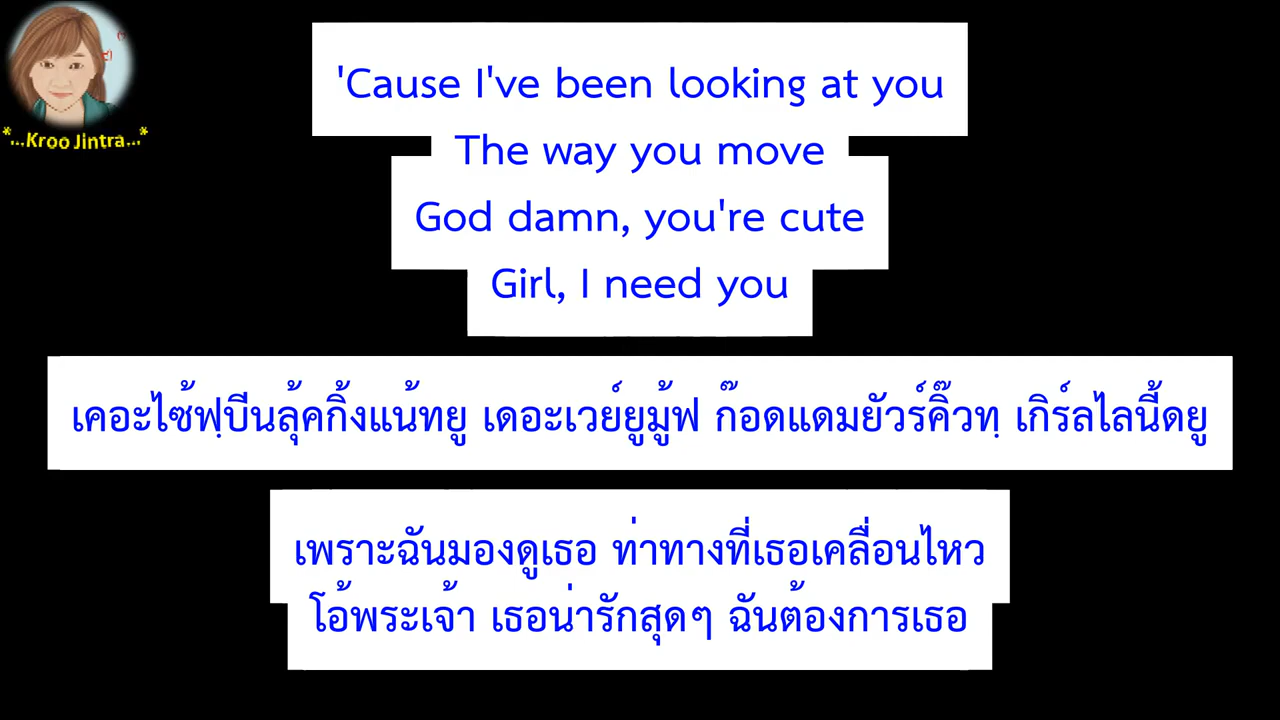 *...Kroo Jintra...*
'Cause I've been looking at you
The way you move
God damn, you're cute
Girl, I need you
เคอะไซ้ฟฺบีนลุ้คกิ้งแน้ทยู เดอะเวย์ยูมู้ฟ ก๊อดแดมยัวร์คิ๊วทฺ เกิร์ลไลนี้ดยู
เพราะฉันมองดูเธอ ท่าทางที่เธอเคลื่อนไหว
โอ้พระเจ้า เธอน่ารักสุดๆ ฉันต้องการเธอ